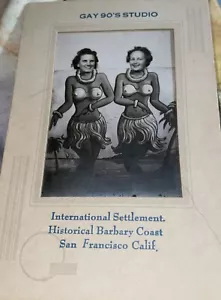 GAY 90'S STUDIO
International Settlement.
Historical Barbary Coast
San Francisco Calif.